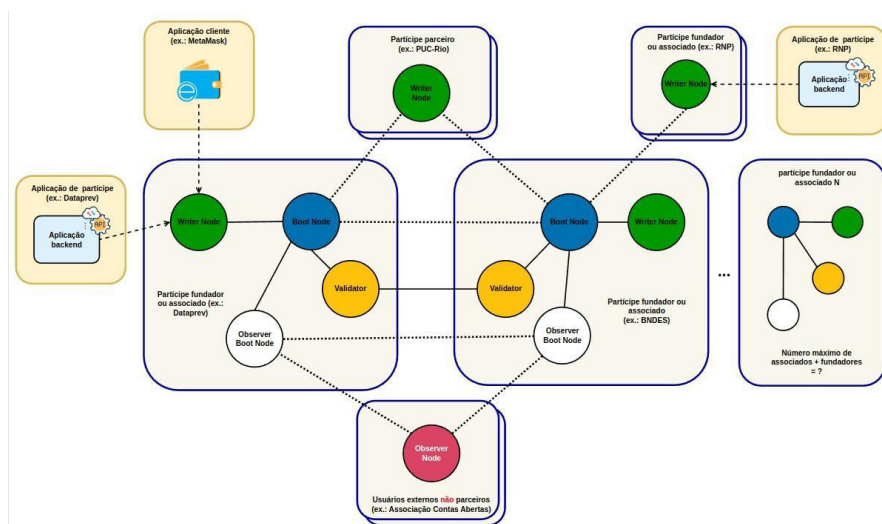 Aplicação cliente
(ex.: MetaMask)
Partícipe parceiro
(ex.: PUC-Rio)
Writer
Node
Partícipe fundador
ou associado (ex.: RNP)
Writer Node
Aplicação de partícipe
(ex.: RNP)
Aplicação
backend
API
Aplicação de partícipe
(ex.: Dataprev)
Aplicação
backend
API
Writer Node
Boot Node
Validator
Partícipe fundador
ou associado (ex.:
Dataprev)
Observer
Boot Node
Boot Node
Writer Node
Validator
Partícipe fundador ou
associado
(ex.: BNDES)
Observer
Boot Node
...
partícipe fundador ou
associado N
Número máximo de
associados + fundadores
= ?
Observer
Node
Usuários externos não parceiros
(ex.: Associação Contas Abertas)